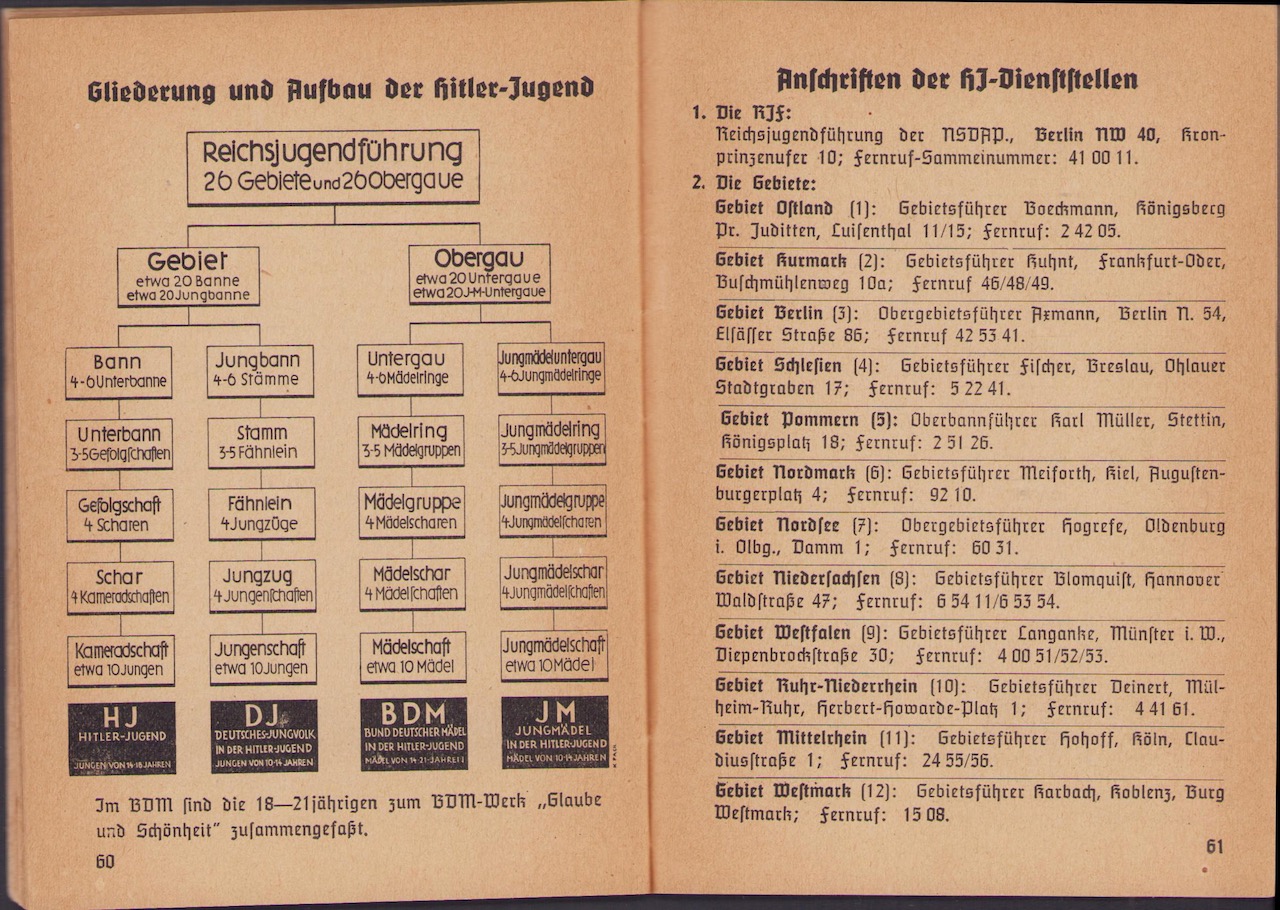 Gliederung und Aufbau der Hitler-Jugend
Reichsjugendführung
26 Gebiete und 26 Obergaue
Gebiet
etwa 20 Banne
etwa 20 Jungbanne
Obergau
etwa 20 Untergaue
etwa 20 J-M-Untergaue
Bann
4-6 Unterbanne
Jungbann
4-6 Stämme
Untergau
4-6 Mädelringe
Jungmädeluntergau
4-6 Jungmädelringe
Unterbann
3-5 Gefolgschaften
Stamm
3-5 Fähnlein
Mädelring
3-5 Mädelgruppen
Jungmädelring
3-5 Jungmädelgruppen
Gefolgschaft
4 Scharen
Fähnlein
4 Jungzüge
Mädelgruppe
4 Mädelscharen
Jungmädelgruppe
4 Jungmädelscharen
Schar
4 Kameradschaften
Jungzug
4 Jungenschaften
Mädelschar
4 Mädelschaften
Jungmädelschar
4 Jungmädelschaften
Kameradschaft
etwa 10 Jungen
Jungenschaft
etwa 10 Jungen
Mädelschaft
etwa 10 Mädel
Jungmädelschaft
etwa 10 Mädel
HJ
HITLER-JUGEND
JUNGEN VON 14-18 JAHREN
DJ
DEUTSCHES-JUNGVOLK
IN DER HITLER-JUGEND
JUNGEN VON 10-14 JAHREN
BDM
BUND DEUTSCHER MÄDEL
IN DER HITLER-JUGEND
MÄDEL VON 14-21 JAHREN
JM
JUNGMÄDEL
IN DER HITLER-JUGEND
MÄDEL VON 10-14 JAHREN
Im BDM sind die 18—21jährigen zum BDM-Werk „Glaube
und Schönheit“ zusammengefaßt.
60
Anschriften der HJ-Dienststellen
1. Die RJF:
Reichsjugendführung der NSDAP., Berlin NW 40, Kron-
prinzenufer 10; Fernruf-Sammeinummer: 41 00 11.
2. Die Gebiete:
Gebiet Ostland (1): Gebietsführer Boeckmann, Königsberg
Pr. Juditten, Luisenthal 11/15; Fernruf: 2 42 05.
Gebiet Kurmark (2): Gebietsführer Kuhnt, Frankfurt-Oder,
Buschmühlenweg 10a; Fernruf 46/48/49.
Gebiet Berlin (3): Obergebietsführer Axmann, Berlin N. 54,
Elsässer Straße 86; Fernruf 42 53 41.
Gebiet Schlesien (4): Gebietsführer Fischer, Breslau, Ohlauer
Stadtgraben 17; Fernruf: 5 22 41.
Gebiet Pommern (5): Oberbannführer Karl Müller, Stettin,
Königsplatz 18; Fernruf: 2 51 26.
Gebiet Nordmark (6): Gebietsführer Meiforth, Kiel, Augusten-
burgerplatz 4; Fernruf: 92 10.
Gebiet Nordsee (7): Obergebietsführer Hogrefe, Oldenburg
i. Olbg., Damm 1; Fernruf: 60 31.
Gebiet Niedersachsen (8): Gebietsführer Blomquist, Hannover
Waldstraße 47; Fernruf: 6 54 11/6 53 54.
Gebiet Westfalen (9): Gebietsführer Langanke, Münster i. W.,
Diepenbrockstraße 30; Fernruf: 4 00 51/52/53.
Gebiet Ruhr-Niederrhein (10): Gebietsführer Deinert, Mül-
heim-Ruhr, Herbert-Howarde-Platz 1; Fernruf: 4 41 61.
Gebiet Mittelrhein (11): Gebietsführer Hohoff, Köln, Clau-
diusstraße 1; Fernruf: 24 55/56.
Gebiet Westmark (12): Gebietsführer Karbach, Koblenz, Burg
Westmark; Fernruf: 15 08.
61